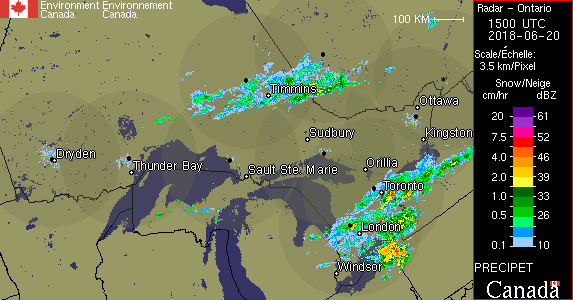 Environment Environnement
Canada Canada
100 KM
Radar - Ontario
1500 UTC
2018-06-20
Scale/Échelle:
3.5 km/Pixel
Snow/Neige
cm/hr dBZ
20 61
7.5 57
5.5 52
4.0 46
2.0 39
1.0 33
0.5 26
0.1 10
PRECIPET
Canada
Timmins
Ottawa
Sudbury
Kingston
Dryden
Thunder Bay
Sault Ste. Marie
Orillia
Toronto
London
Windsor